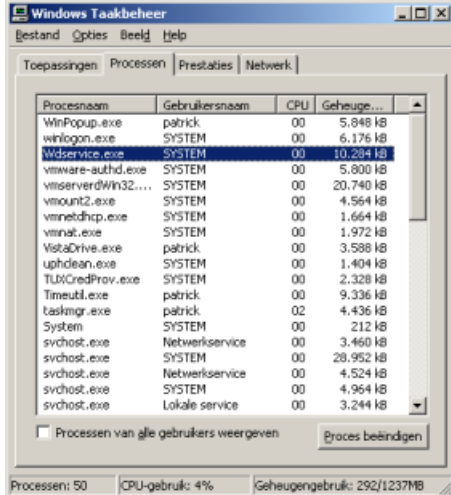 Windows Taakbeheer
Bestand Opties Beeld Help
Toepassingen Processen Prestaties Netwerk
Procesnaam Gebruikersnaam CPU Geheuge...
WinPopup.exe patrick 00 5.848 kB
winlogon.exe SYSTEM 00 6.176 kB
Wdservice.exe SYSTEM 00 10.284 kB
vmware-authd.exe SYSTEM 00 5.800 kB
vmserverdWin32.... SYSTEM 00 20.740 kB
vmount2.exe SYSTEM 00 4.564 kB
vmnetdhcp.exe SYSTEM 00 1.664 kB
vmnat.exe SYSTEM 00 1.972 kB
VistaDrive.exe patrick 00 3.588 kB
uphclean.exe SYSTEM 00 1.404 kB
TUXCredProv.exe SYSTEM 00 2.328 kB
Timeutil.exe patrick 00 9.336 kB
taskmgr.exe patrick 02 4.436 kB
System SYSTEM 00 212 kB
svchost.exe Netwerkservice 00 3.460 kB
svchost.exe SYSTEM 00 28.952 kB
svchost.exe Netwerkservice 00 4.524 kB
svchost.exe SYSTEM 00 4.964 kB
svchost.exe Lokale service 00 3.244 kB
Processen van alle gebruikers weergeven
Proces beëindigen
Processen: 50 CPU-gebruik: 4% Geheugengebruik: 292/1237MB